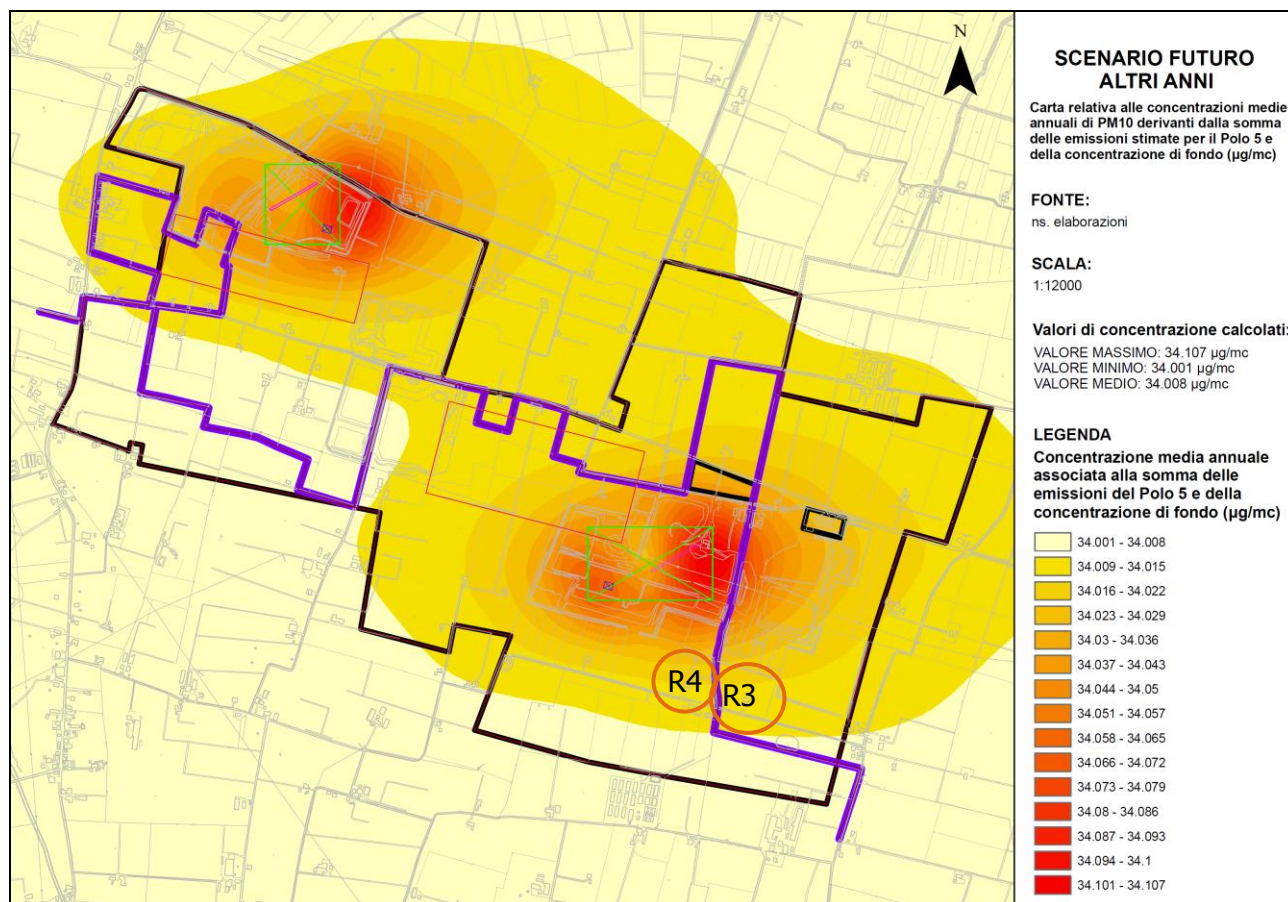 N
R4
R3
SCENARIO FUTURO
ALTRI ANNI
Carta relativa alle concentrazioni medie
annuali di PM10 derivanti dalla somma
delle emissioni stimate per il Polo 5 e
della concentrazione di fondo (µg/mc)
FONTE:
ns. elaborazioni
SCALA:
1:12000
Valori di concentrazione calcolati:
VALORE MASSIMO: 34.107 µg/mc
VALORE MINIMO: 34.001 µg/mc
VALORE MEDIO: 34.008 µg/mc
LEGENDA
Concentrazione media annuale
associata alla somma delle
emissioni del Polo 5 e della
concentrazione di fondo (µg/mc)
34.001 - 34.008
34.009 - 34.015
34.016 - 34.022
34.023 - 34.029
34.03 - 34.036
34.037 - 34.043
34.044 - 34.05
34.051 - 34.057
34.058 - 34.065
34.066 - 34.072
34.073 - 34.079
34.08 - 34.086
34.087 - 34.093
34.094 - 34.1
34.101 - 34.107